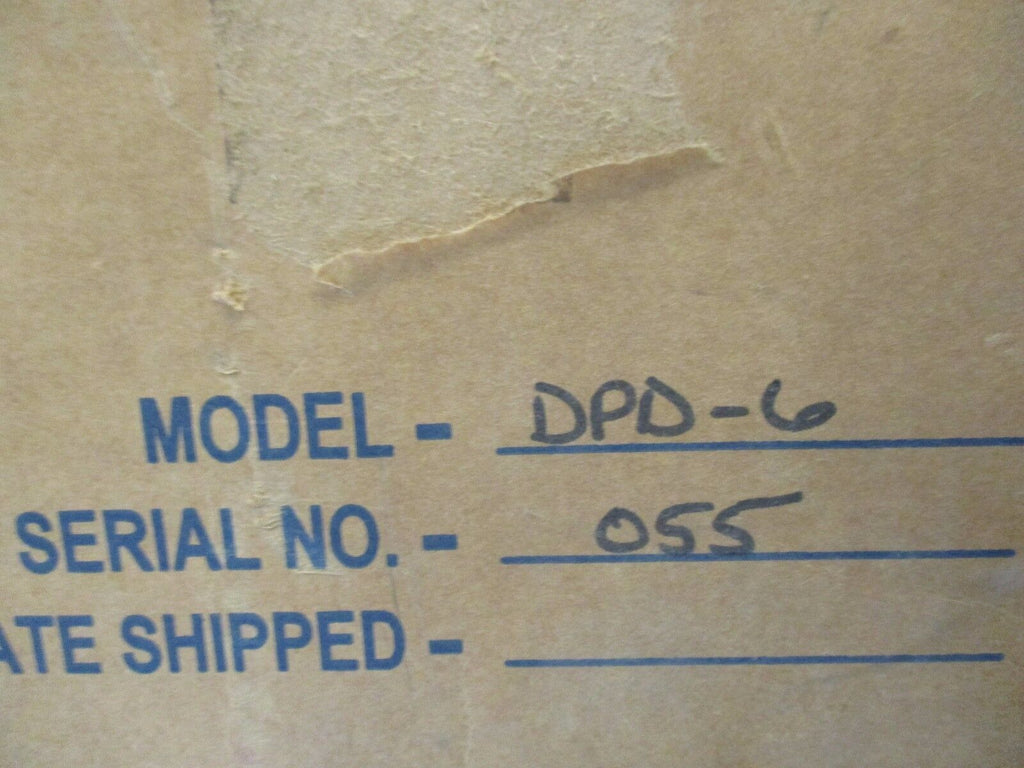 MODEL - DPD-6
SERIAL NO. - 055
ATE SHIPPED -